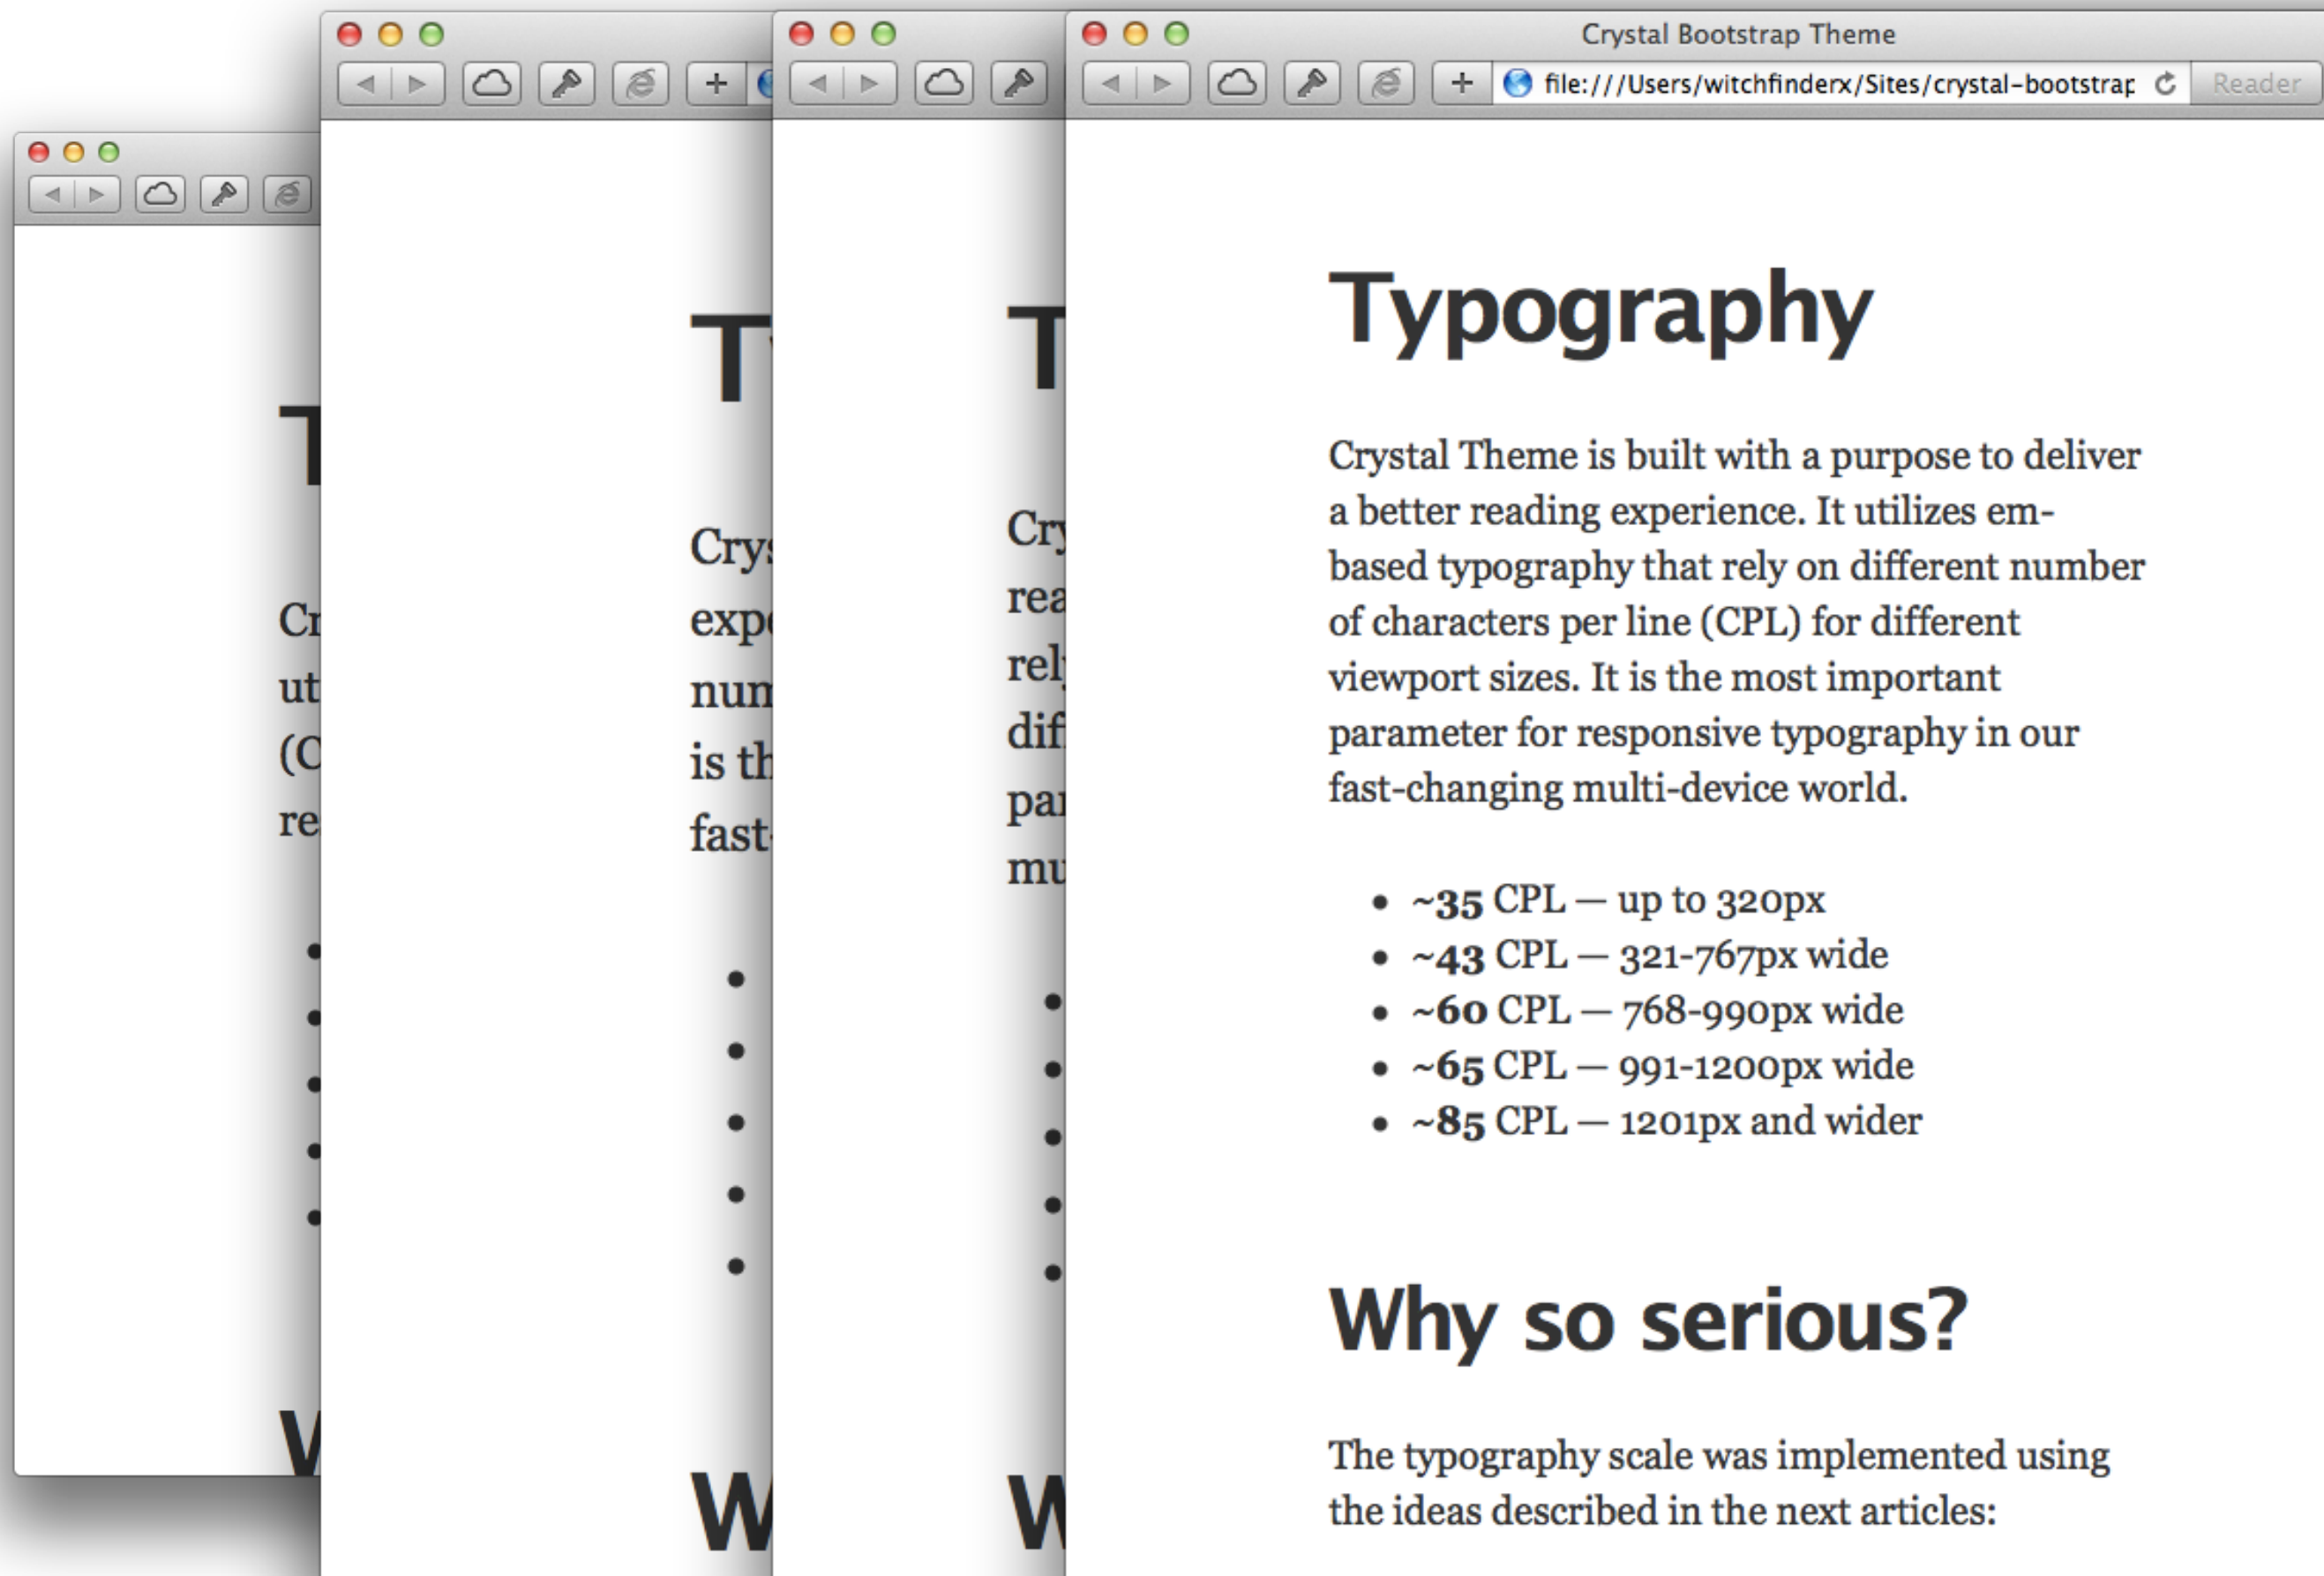 Crystal Bootstrap Theme
file:///Users/witchfinderx/Sites/crystal-bootstrap
Reader
Typography
Crystal Theme is built with a purpose to deliver
a better reading experience. It utilizes em-
based typography that rely on different number
of characters per line (CPL) for different
viewport sizes. It is the most important
parameter for responsive typography in our
fast-changing multi-device world.
• ~35 CPL — up to 320px
• ~43 CPL — 321-767px wide
• ~60 CPL — 768-990px wide
• ~65 CPL — 991-1200px wide
• ~85 CPL — 1201px and wider
Why so serious?
The typography scale was implemented using
the ideas described in the next articles: